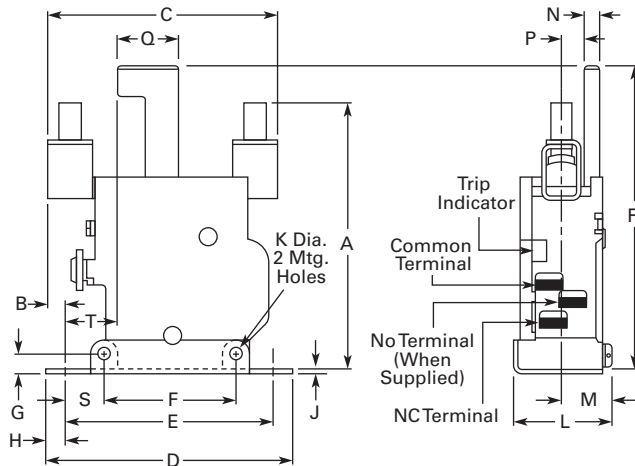 C
N
Q
P
Trip
Indicator
R
A
K Dia.
2 Mtg.
Holes
Common
Terminal
B
T
No Terminal
(When
Supplied)
G
S
F
J
M
NC Terminal
H
E
L
D